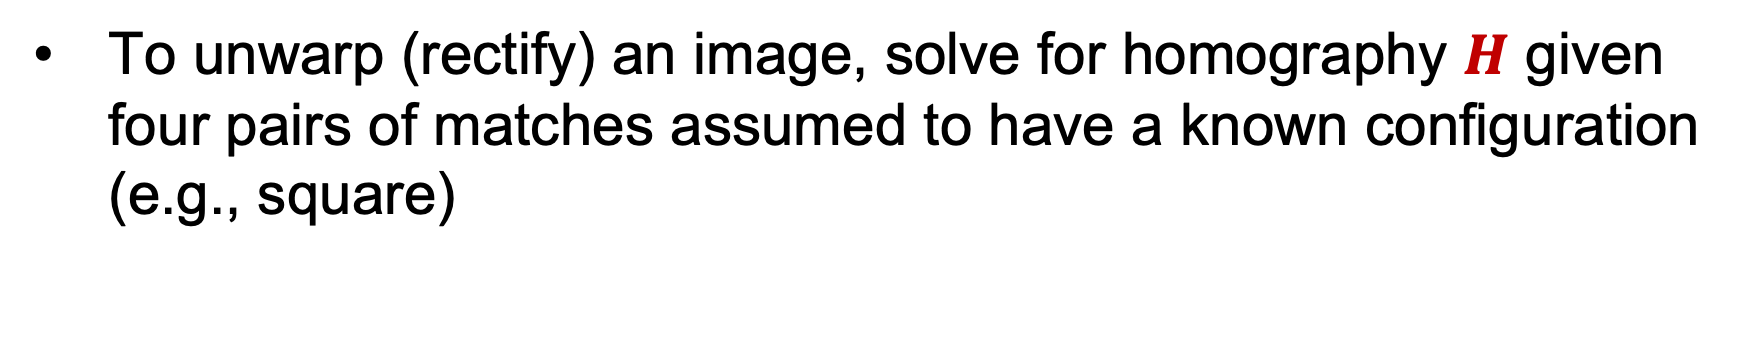 • To unwarp (rectify) an image, solve for homography H given
four pairs of matches assumed to have a known configuration
(e.g., square)